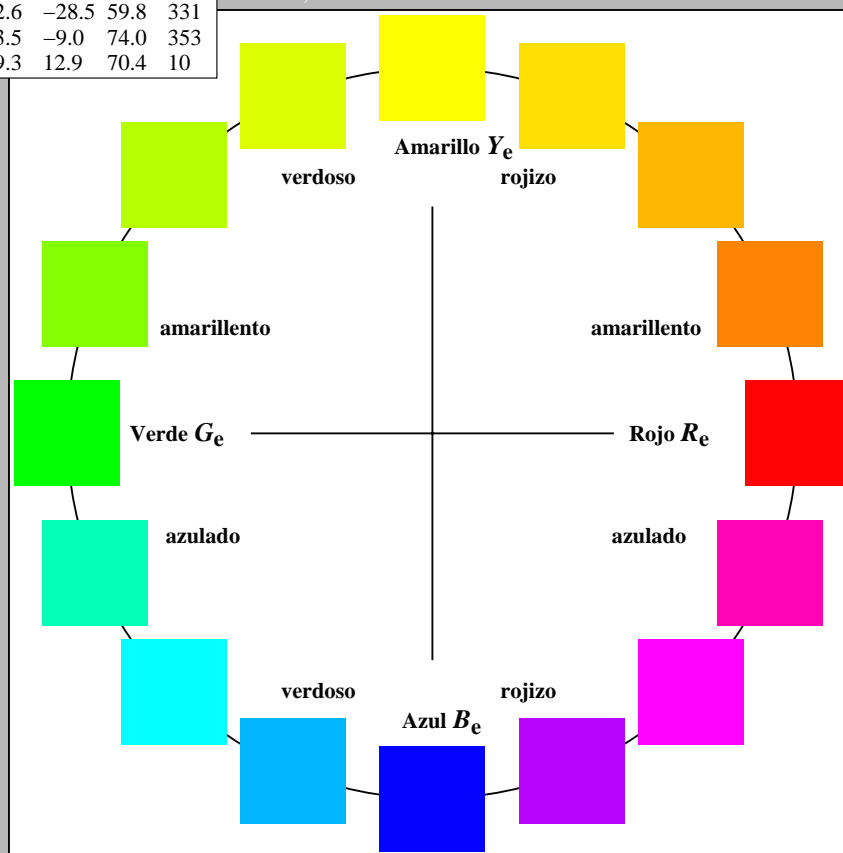 −28.5 59.8 331
−9.0 74.0 353
12.9 70.4 10
Amarillo Ye
verdoso rojizo
amarillento amarillento
Verde Ge Rojo Re
azulado azulado
verdoso rojizo
Azul Be